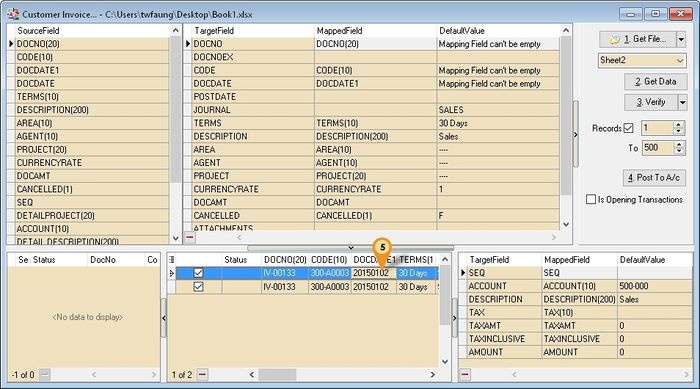 Customer Invoice... - C:\Users\twfaung\Desktop\Book1.xlsx
SourceField
DOCNO(20)
CODE(10)
DOCDATE1
DOCDATE
TERMS(10)
DESCRIPTION(200)
AREA(10)
AGENT(10)
PROJECT(20)
CURRENCYRATE
DOCAMT
CANCELLED(1)
SEQ
DETAILPROJECT(20)
ACCOUNT(10)
TargetField MappedField DefaultValue
DOCNO DOCNO(20) Mapping Field can't be empty
DOCNOEX
CODE CODE(10) Mapping Field can't be empty
DOCDATE DOCDATE1 Mapping Field can't be empty
POSTDATE
JOURNAL SALES
TERMS TERMS(10) 30 Days
DESCRIPTION DESCRIPTION(200) Sales
AREA AREA(10) ----
AGENT AGENT(10) ----
PROJECT PROJECT(20) ----
CURRENCYRATE CURRENCYRATE 1
DOCAMT DOCAMT
CANCELLED CANCELLED(1) F
ATTACHMENTS
1. Get File...
Sheet2
2. Get Data
3. Verify
Records 1
To 500
4. Post To A/c
Is Opening Transactions
Se Status DocNo Co
<No data to display>
-1 of 0
5
Status DOCNO(20) CODE(10) DOCDATE1 TERMS(1
IV-00133 300-A0003 20150102 30 Days
IV-00133 300-A0003 20150102 30 Days
1 of 2
TargetField MappedField DefaultValue
SEQ SEQ
ACCOUNT ACCOUNT(10) 500-000
DESCRIPTION DESCRIPTION(200) Sales
TAX TAX(10)
TAXAMT TAXAMT 0
TAXINCLUSIVE TAXINCLUSIVE 0
AMOUNT AMOUNT 0